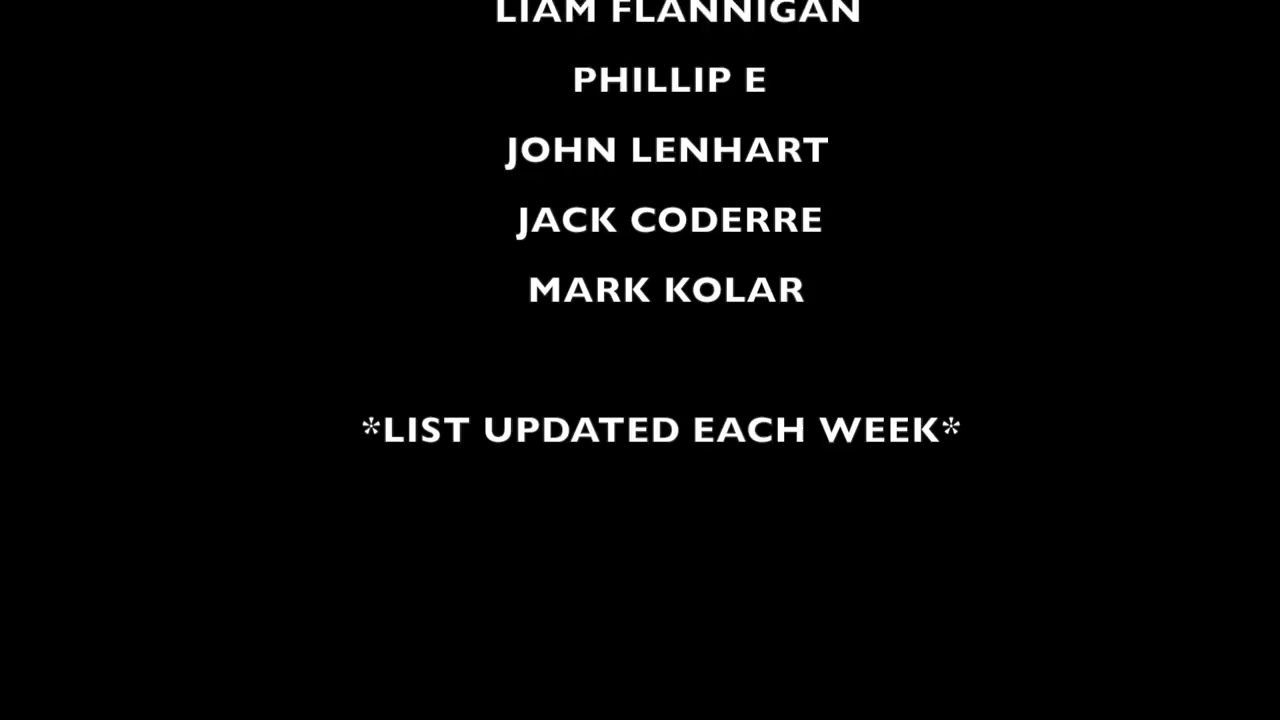 LIAM FLANNIGAN
PHILLIP E
JOHN LENHART
JACK CODERRE
MARK KOLAR
*LIST UPDATED EACH WEEK*